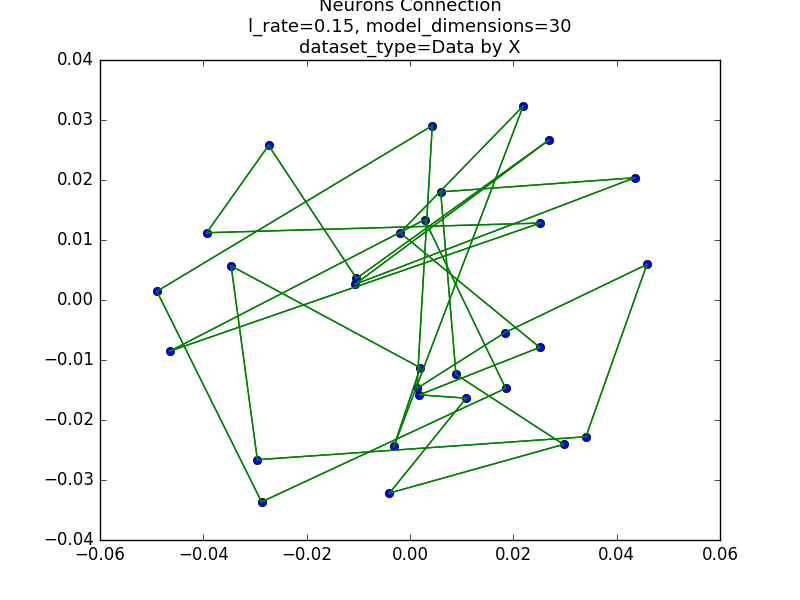 Neurons Connection
l_rate=0.15, model_dimensions=30
dataset_type=Data by X
0.04
0.03
0.02
0.01
0.00
−0.01
−0.02
−0.03
−0.04
−0.06 −0.04 −0.02 0.00 0.02 0.04 0.06